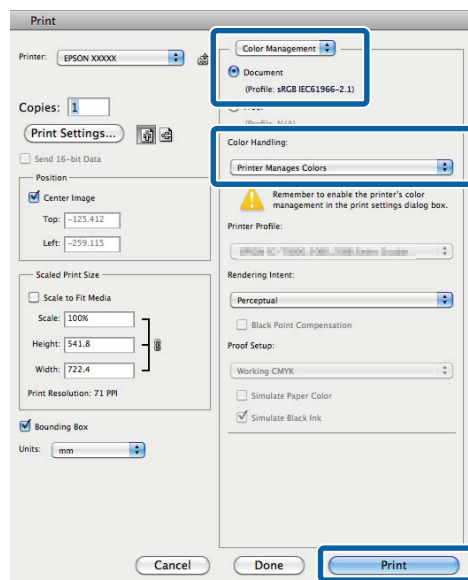 Print
Printer: EPSON XXXXX
Copies: 1
Print Settings...
Send 16-bit Data
Position
Center Image
Top: -125.412
Left: -259.115
Scaled Print Size
Scale to Fit Media
Scale: 100%
Height: 541.8
Width: 722.4
Print Resolution: 71 PPI
Bounding Box
Units: mm
Color Management
Document
(Profile: sRGB IEC61966-2.1)
Color Handling:
Printer Manages Colors
Remember to enable the printer's color
management in the print settings dialog box.
Printer Profile:
Rendering Intent:
Perceptual
Black Point Compensation
Proof Setup:
Working CMYK
Simulate Paper Color
Simulate Black Ink
Cancel
Done
Print